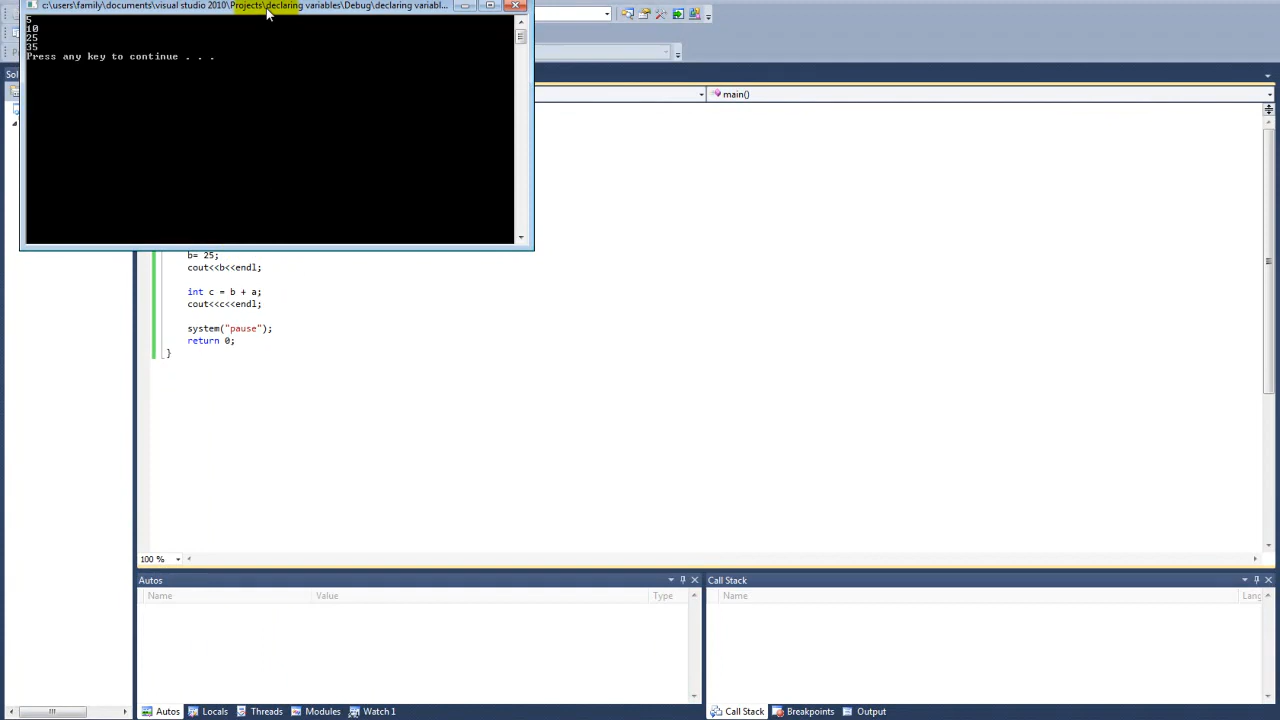 c:\users\family\documents\visual studio 2010\Projects\declaring variables\Debug\declaring variabl...
5
10
25
35
Press any key to continue . . .
main()
b= 25;
cout<<b<<endl;
int c = b + a;
cout<<c<<endl;
system("pause");
return 0;
}
100 %
Autos
Name Value Type
Call Stack
Name Lang
Autos Locals Threads Modules Watch 1
Call Stack Breakpoints Output